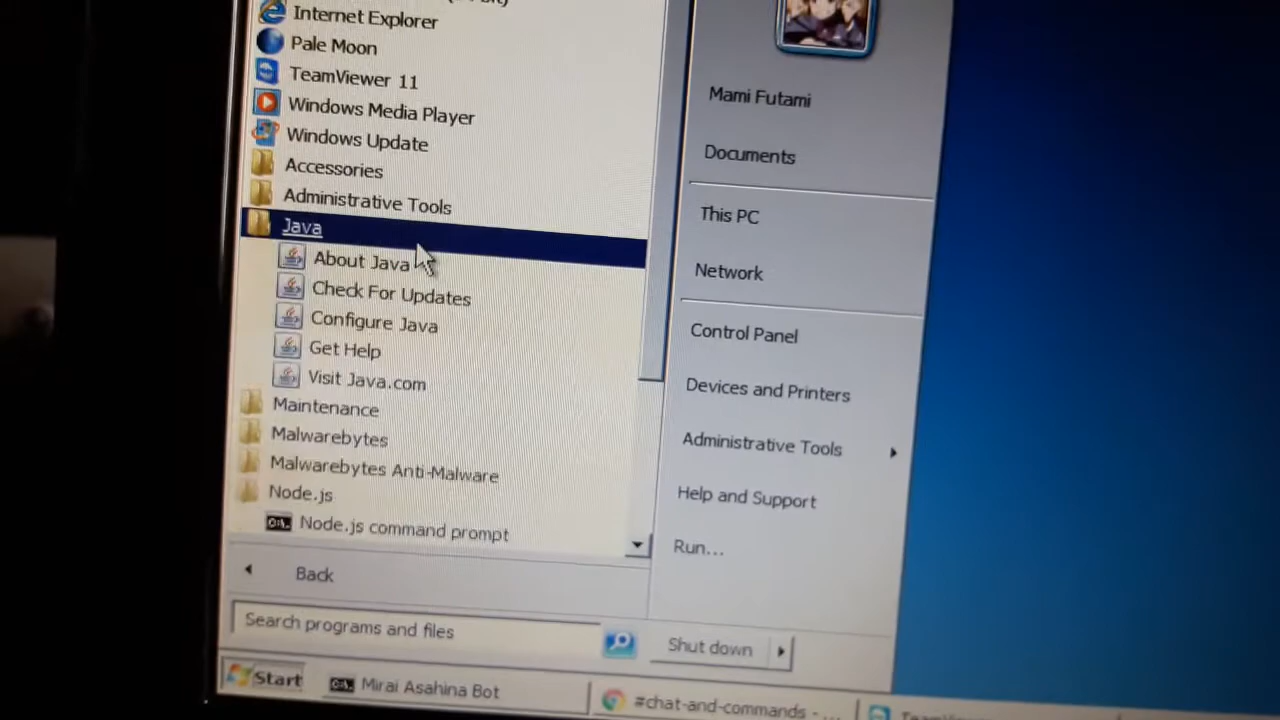 Internet Explorer
Pale Moon
TeamViewer 11
Windows Media Player
Windows Update
Accessories
Administrative Tools
Java
About Java
Check For Updates
Configure Java
Get Help
Visit Java.com
Maintenance
Malwarebytes
Malwarebytes Anti-Malware
Node.js
Node.js command prompt
Back
Search programs and files
Mami Futami
Documents
This PC
Network
Control Panel
Devices and Printers
Administrative Tools
Help and Support
Run...
Shut down
Start
C:\.
Mirai Asahina Bot
#chat-and-commands - ...